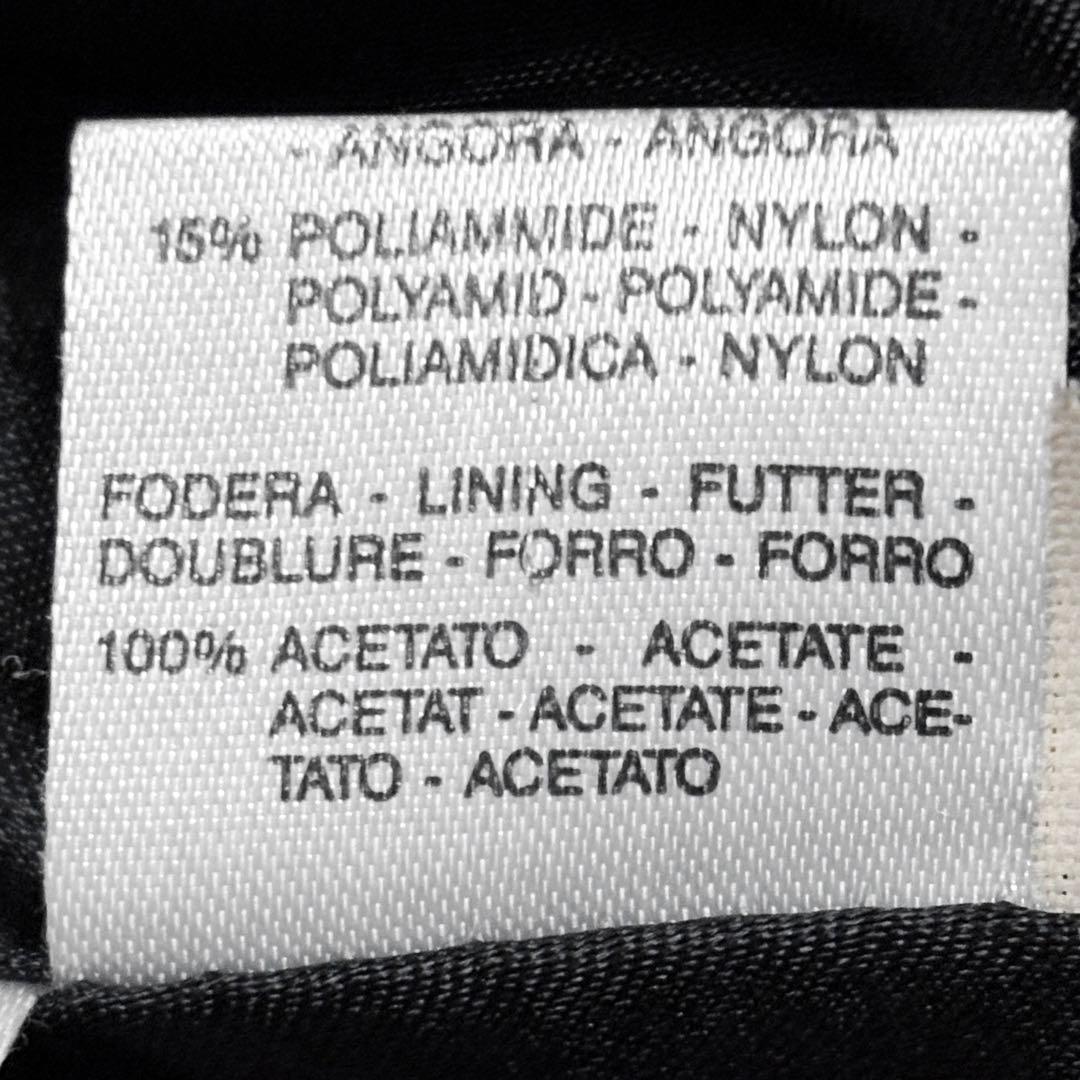 - ANGORA - ANGORA
15% POLIAMMIDE - NYLON -
POLYAMID - POLYAMIDE -
POLIAMIDICA - NYLON
FODERA - LINING - FUTTER -
DOUBLURE - FORRO - FORRO
100% ACETATO - ACETATE -
ACETAT - ACETATE - ACE-
TATO - ACETATO